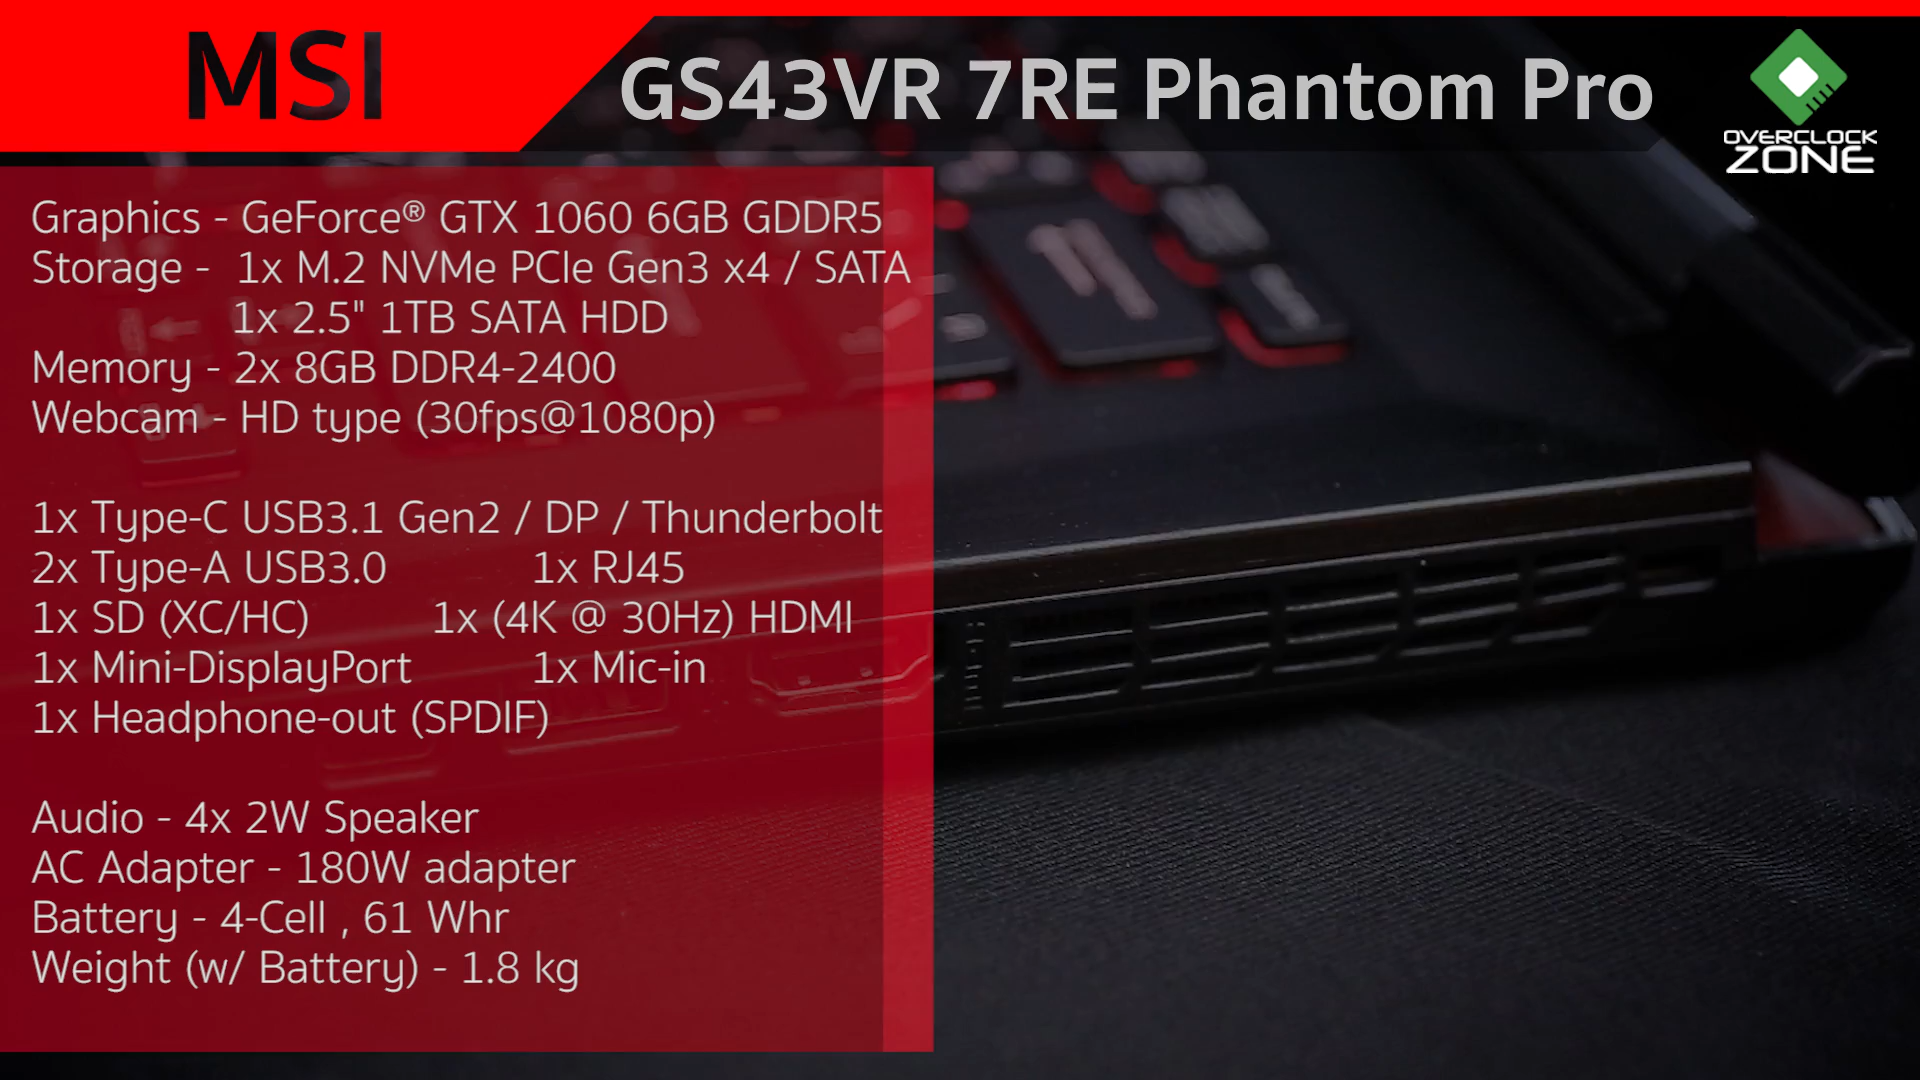 MSI
GS43VR 7RE Phantom Pro
OVERCLOCK
ZONE
Graphics - GeForce® GTX 1060 6GB GDDR5
Storage - 1x M.2 NVMe PCIe Gen3 x4 / SATA
1x 2.5" 1TB SATA HDD
Memory - 2x 8GB DDR4-2400
Webcam - HD type (30fps@1080p)
1x Type-C USB3.1 Gen2 / DP / Thunderbolt
2x Type-A USB3.0 1x RJ45
1x SD (XC/HC) 1x (4K @ 30Hz) HDMI
1x Mini-DisplayPort 1x Mic-in
1x Headphone-out (SPDIF)
Audio - 4x 2W Speaker
AC Adapter - 180W adapter
Battery - 4-Cell , 61 Whr
Weight (w/ Battery) - 1.8 kg